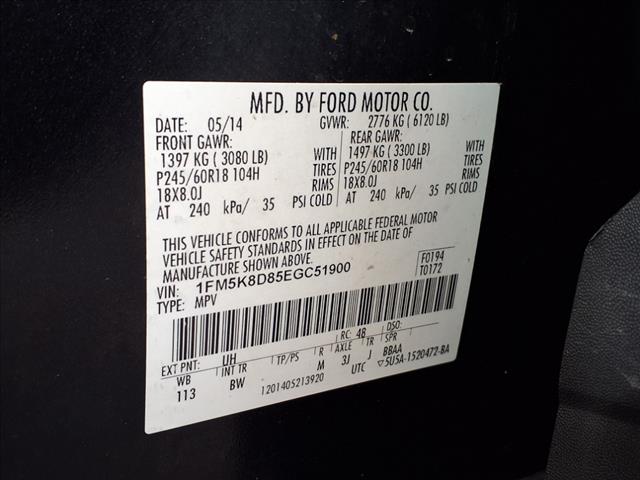 MFD. BY FORD MOTOR CO.
DATE: 05/14 GVWR: 2776 KG ( 6120 LB)
FRONT GAWR: REAR GAWR:
1397 KG ( 3080 LB) WITH 1497 KG ( 3300 LB) WITH
P245/60R18 104H TIRES P245/60R18 104H TIRES
18X8.0J RIMS 18X8.0J RIMS
AT 240 kPa/ 35 PSI COLD AT 240 kPa/ 35 PSI COLD
THIS VEHICLE CONFORMS TO ALL APPLICABLE FEDERAL MOTOR
VEHICLE SAFETY STANDARDS IN EFFECT ON THE DATE OF
MANUFACTURE SHOWN ABOVE.
VIN: 1FM5K8D85EGC51900 F0194
TYPE: MPV T0172
EXT PNT: UH RC: 48 DSO:
WB INT TR TP/PS R AXLE TR SPR
113 BW M 3J J BBAA
120140521392​0 UTC ▽5U5A-1520472-BA